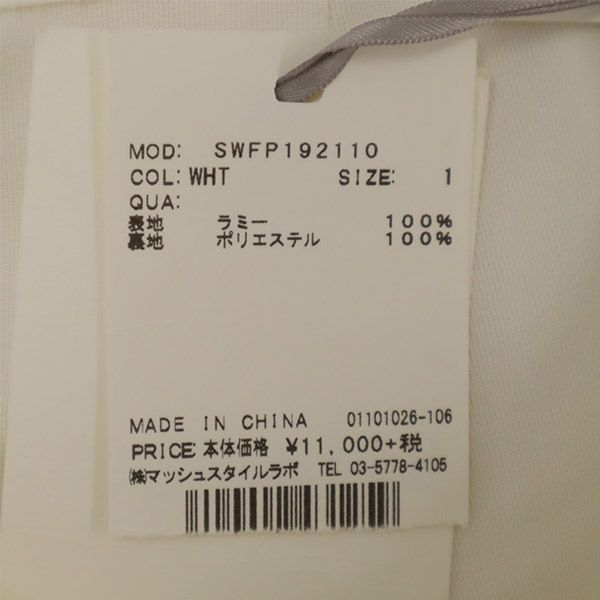 MOD: SWFP192110
COL: WHT SIZE: 1
QUA:
表地 ラミー 100%
裏地 ポリエステル 100%
MADE IN CHINA 01101026-106
PRICE:本体価格 ¥11,000+税
㈱マッシュスタイルラボ TEL 03-5778-4105